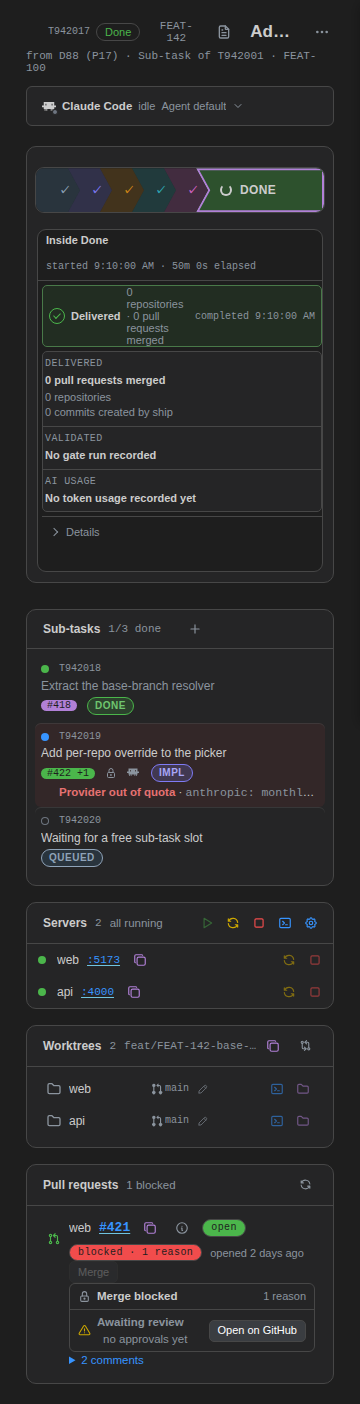 T942017 Done FEAT-142 Ad…
from D88 (P17) · Sub-task of T942001 · FEAT-100
Claude Code idle Agent default
DONE
Inside Done
started 9:10:00 AM · 50m 0s elapsed
Delivered 0 repositories · 0 pull requests merged completed 9:10:00 AM
DELIVERED
0 pull requests merged
0 repositories
0 commits created by ship
VALIDATED
No gate run recorded
AI USAGE
No token usage recorded yet
Details
Sub-tasks 1/3 done
T942018
Extract the base-branch resolver
#418 DONE
T942019
Add per-repo override to the picker
#422 +1 IMPL
Provider out of quota · anthropic: monthl…
T942020
Waiting for a free sub-task slot
QUEUED
Servers 2 all running
web :5173
api :4000
Worktrees 2 feat/FEAT-142-base-…
web main
api main
Pull requests 1 blocked
web #421 open
blocked · 1 reason opened 2 days ago
Merge
Merge blocked 1 reason
Awaiting review
no approvals yet
Open on GitHub
2 comments